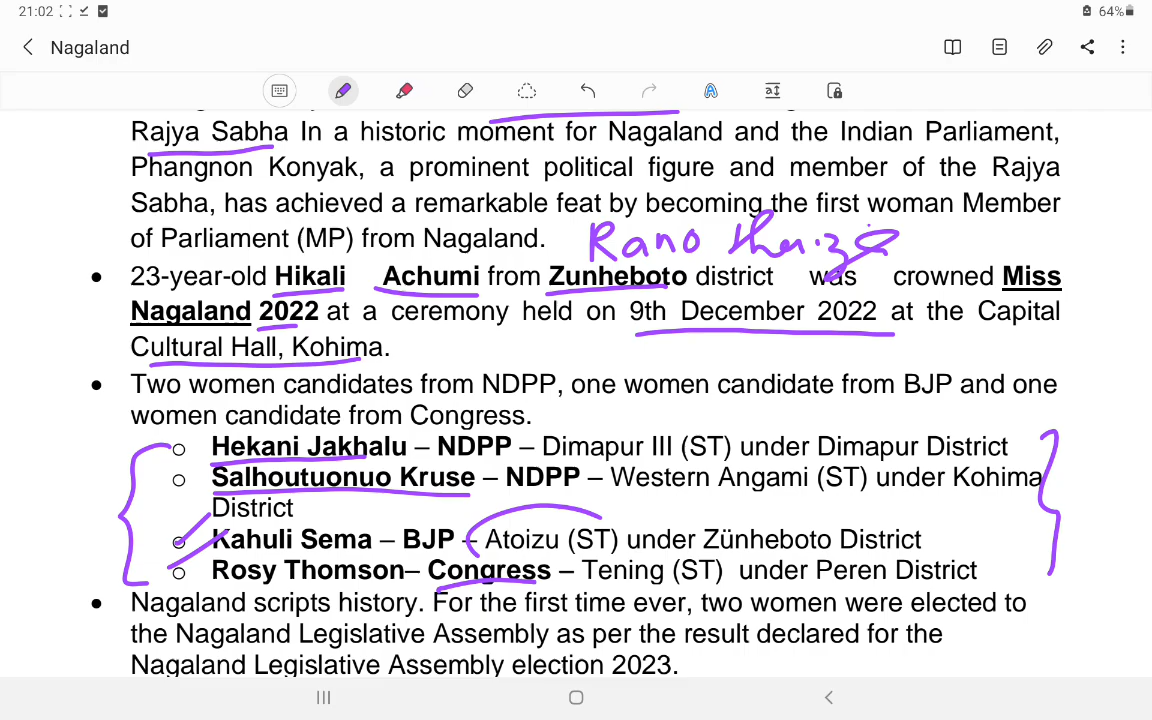 21:02
64%
Nagaland
Rajya Sabha In a historic moment for Nagaland and the Indian Parliament,
Phangnon Konyak, a prominent political figure and member of the Rajya
Sabha, has achieved a remarkable feat by becoming the first woman Member
of Parliament (MP) from Nagaland.
Rano
• 23-year-old Hikali Achumi from Zunheboto district was crowned Miss
Nagaland 2022 at a ceremony held on 9th December 2022 at the Capital
Cultural Hall, Kohima.
• Two women candidates from NDPP, one women candidate from BJP and one
women candidate from Congress.
o Hekani Jakhalu – NDPP – Dimapur III (ST) under Dimapur District
o Salhoutuonuo Kruse – NDPP – Western Angami (ST) under Kohima
District
o Kahuli Sema – BJP – Atoizu (ST) under Zünheboto District
o Rosy Thomson– Congress – Tening (ST) under Peren District
• Nagaland scripts history. For the first time ever, two women were elected to
the Nagaland Legislative Assembly as per the result declared for the
Nagaland Legislative Assembly election 2023.